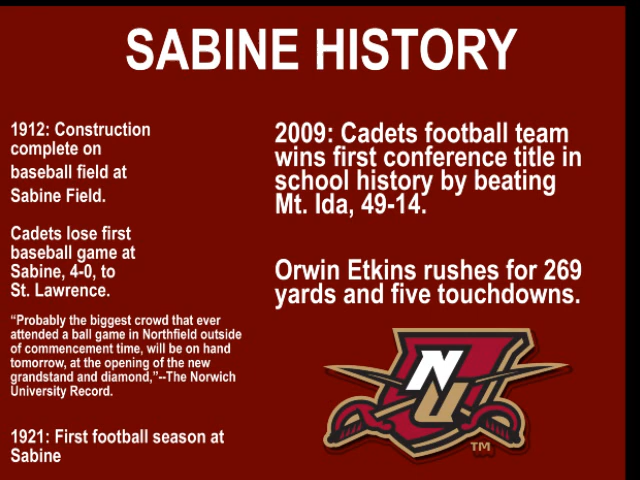 SABINE HISTORY
1912: Construction
complete on
baseball field at
Sabine Field.
Cadets lose first
baseball game at
Sabine, 4-0, to
St. Lawrence.
“Probably the biggest crowd that ever
attended a ball game in Northfield outside
of commencement time, will be on hand
tomorrow, at the opening of the new
grandstand and diamond,”--The Norwich
University Record.
1921: First football season at
Sabine
2009: Cadets football team
wins first conference title in
school history by beating
Mt. Ida, 49-14.
Orwin Etkins rushes for 269
yards and five touchdowns.
NU
TM